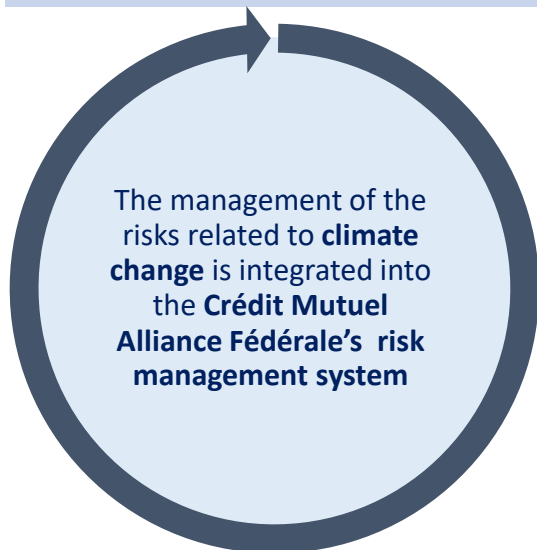 The management of the
risks related to climate
change is integrated into
the Crédit Mutuel
Alliance Fédérale’s  risk
management system